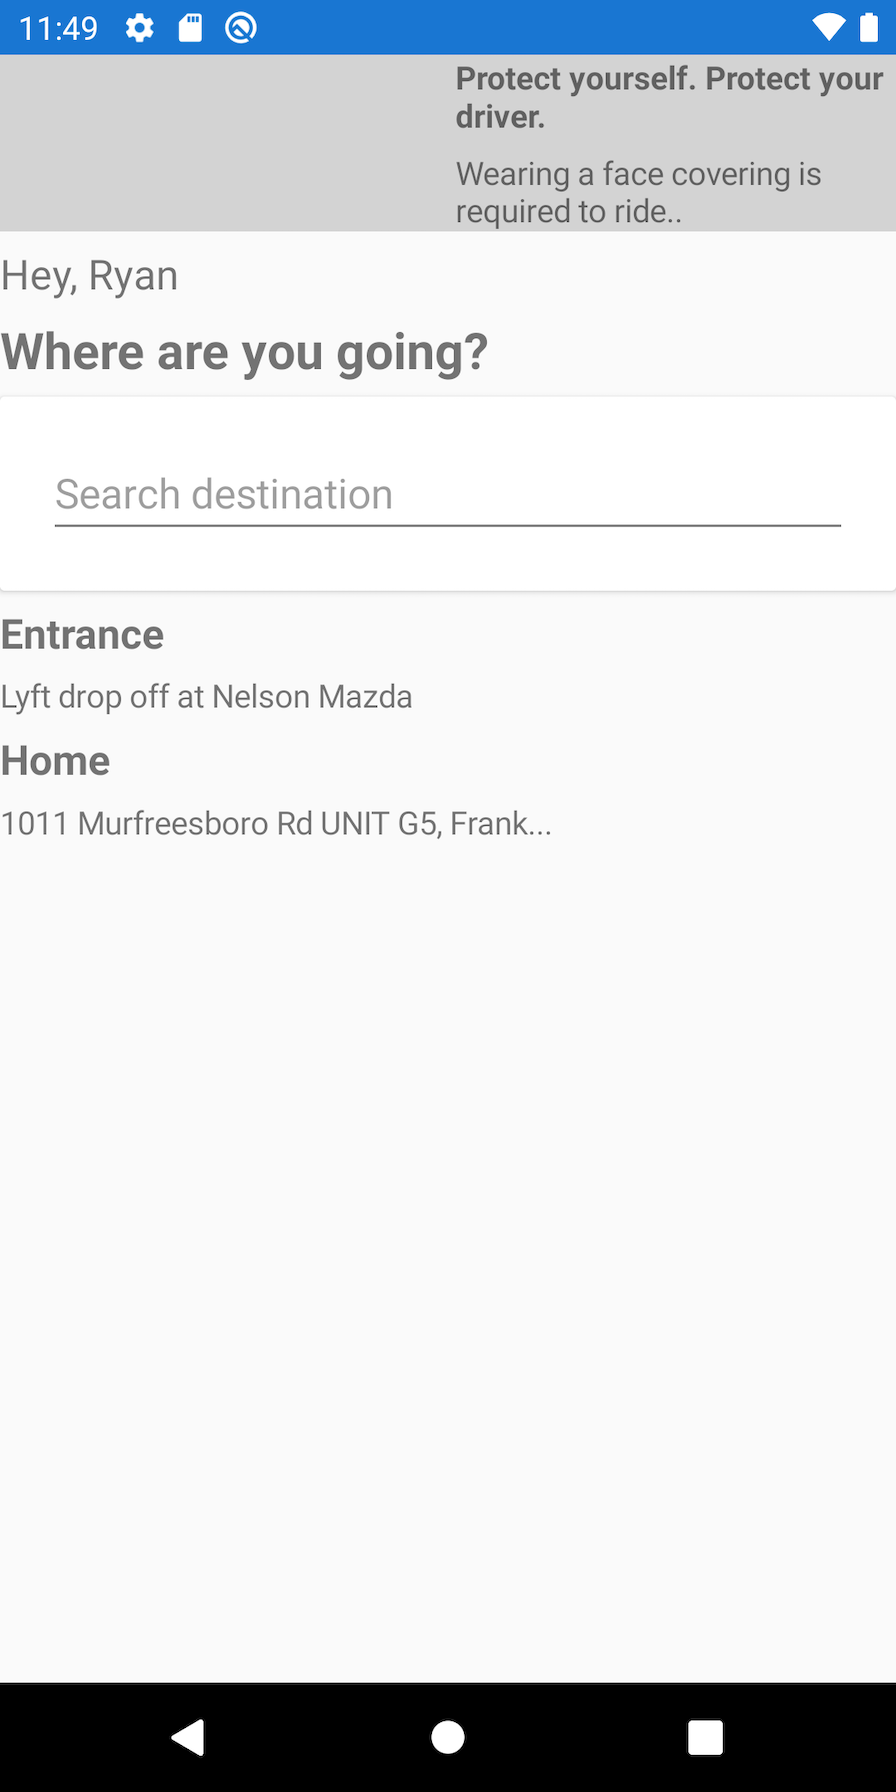 11:49
Protect yourself. Protect your
driver.
Wearing a face covering is
required to ride..
Hey, Ryan
Where are you going?
Search destination
Entrance
Lyft drop off at Nelson Mazda
Home
1011 Murfreesboro Rd UNIT G5, Frank...